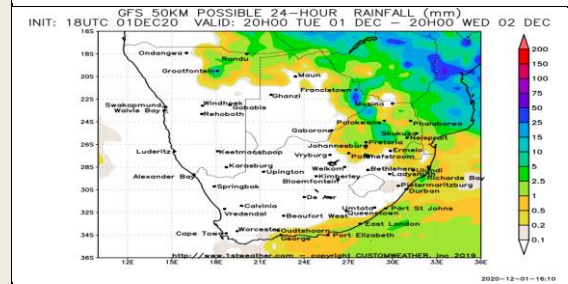 GFS 50KM POSSIBLE 24-HOUR RAINFALL (mm)
INIT: 18UTC 01DEC20 VALID: 20H00 TUE 01 DEC - 20H00 WED 02 DEC
16S
Ondangwa
Rundu
18S
Grootfontein
200
20S
Maun
150
Ghanzi
Francistown
100
22S
Swakopmund
Windhoek
Gobabis
Musina
75
Walvis Bay
Rehoboth
50
24S
Polokwane
Phalaborwa
25
Gaborone
Skukuza
Nelspruit
15
26S
Johannesburg
Pretoria
10
Luderitz
Keetmanshoop
Vryburg
Potchefstroom
Ermelo
5
28S
Karasburg
Upington
Welkom
Bethlehem
Ulundi
2.5
Alexander Bay
Kimberley
Ladysmith
Richards Bay
1
30S
Springbok
Bloemfontein
Pietermaritzburg
Durban
0.5
De Aar
0.2
32S
Calvinia
Umtata
Port St Johns
0.1
Vredendal
Beaufort West
Queenstown
34S
Cape Town
Worcester
Oudtshoorn
East London
George
Port Elizabeth
36S
http://www.1stweather.com - copyright CUSTOMWEATHER, inc 2019
12E 15E 18E 21E 24E 27E 30E 33E 36E
2020-12-01-18:10